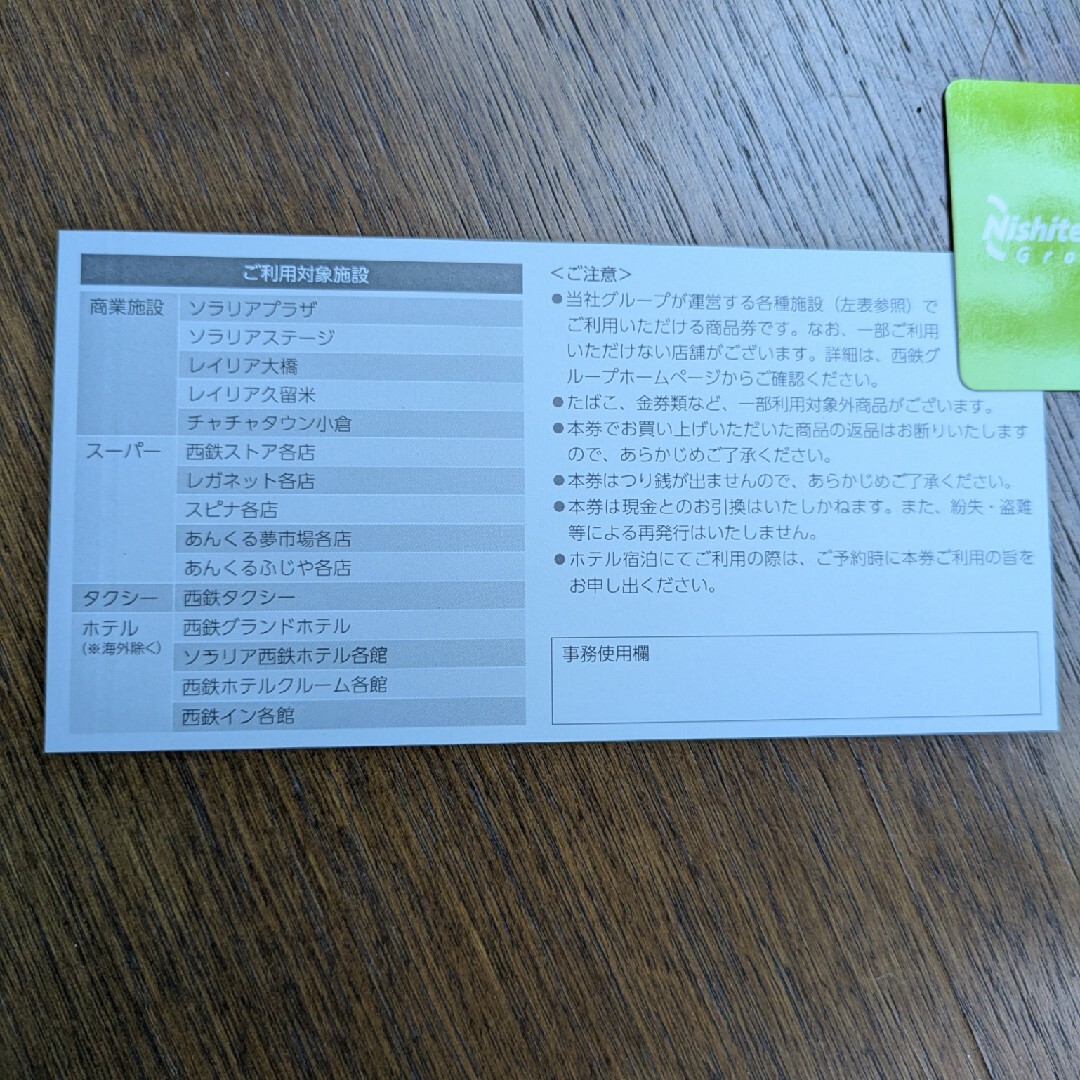 ご利用対象施設
商業施設
ソラリアプラザ
ソラリアステージ
レイリア大橋
レイリア久留米
チャチャタウン小倉
スーパー
西鉄ストア各店
レガネット各店
スピナ各店
あんくる夢市場各店
あんくるふじや各店
タクシー
西鉄タクシー
ホテル
(※海外除く)
西鉄グランドホテル
ソラリア西鉄ホテル各館
西鉄ホテルクルーム各館
西鉄イン各館
＜ご注意＞
●当社グループが運営する各種施設（左表参照）で
ご利用いただける商品券です。なお、一部ご利用
いただけない店舗がございます。詳細は、西鉄グ
ループホームページからご確認ください。
●たばこ、金券類など、一部利用対象外商品がございます。
●本券でお買い上げいただいた商品の返品はお断りいたします
ので、あらかじめご了承ください。
●本券はつり銭が出ませんので、あらかじめご了承ください。
●本券は現金とのお引換はいたしかねます。また、紛失・盗難
等による再発行はいたしません。
●ホテル宿泊にてご利用の際は、ご予約時に本券ご利用の旨を
お申し出ください。
事務使用欄
Nishite
Gro